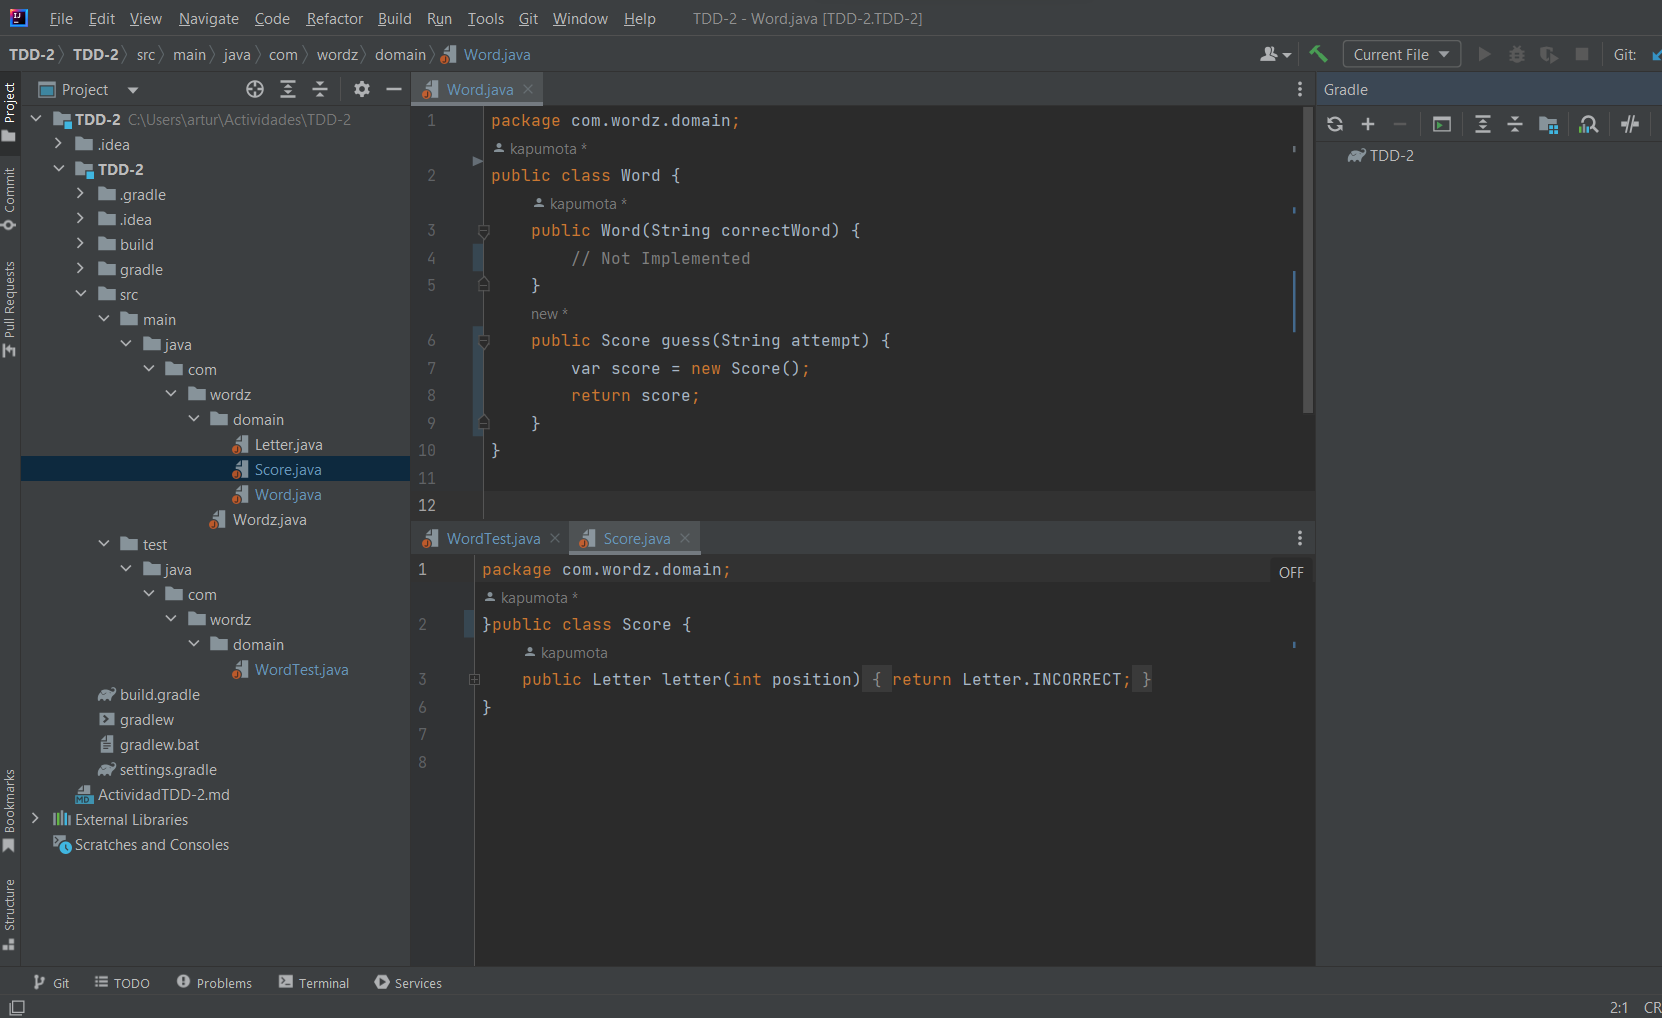 File Edit View Navigate Code Refactor Build Run Tools Git Window Help TDD-2 - Word.java [TDD-2.TDD-2]
TDD-2 TDD-2 src main java com wordz domain Word.java Current File Git:
Project
Commit
Pull Requests
Bookmarks
Structure
Project
TDD-2 C:\Users\artur\Actividades\TDD-2
.idea
TDD-2
.gradle
.idea
build
gradle
src
main
java
com
wordz
domain
Letter.java
Score.java
Word.java
Wordz.java
test
java
com
wordz
domain
WordTest.java
build.gradle
gradlew
gradlew.bat
settings.gradle
ActividadTDD-2.md
External Libraries
Scratches and Consoles
Word.java
1 package com.wordz.domain;
kapumota *
2 public class Word {
kapumota *
3 public Word(String correctWord) {
4 // Not Implemented
5 }
new *
6 public Score guess(String attempt) {
7 var score = new Score();
8 return score;
9 }
10 }
11
12
WordTest.java Score.java
1 package com.wordz.domain;
OFF
kapumota *
2 }public class Score {
kapumota
3 public Letter letter(int position) { return Letter.INCORRECT; }
6 }
7
8
Gradle
TDD-2
Git TODO Problems Terminal Services
2:1 CR